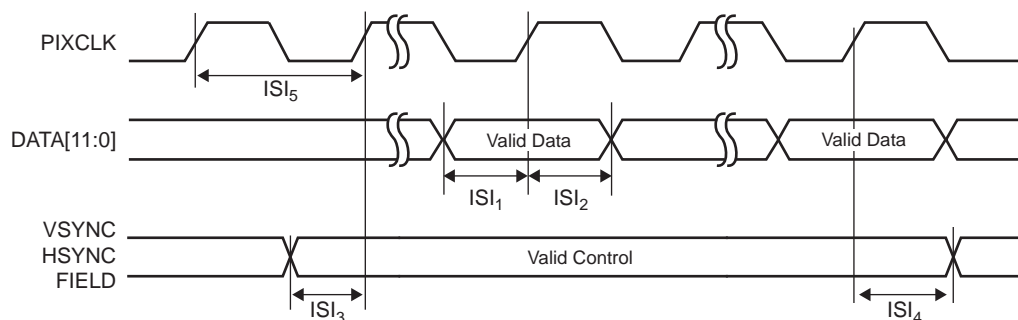 PIXCLK
ISI5
DATA[11:0]
Valid Data
Valid Data
ISI1
ISI2
VSYNC
HSYNC
FIELD
Valid Control
ISI3
ISI4